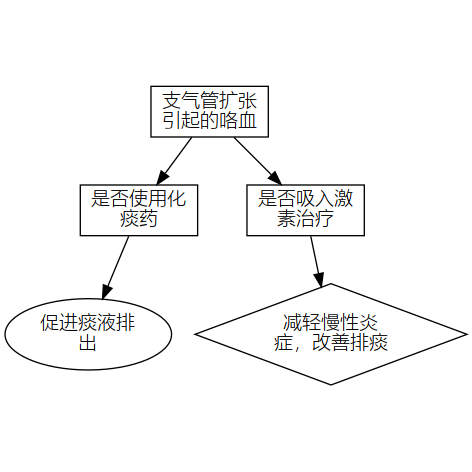 支气管扩张
引起的咯血
是否使用化
痰药
是否吸入激
素治疗
促进痰液排
出
减轻慢性炎
症，改善排痰